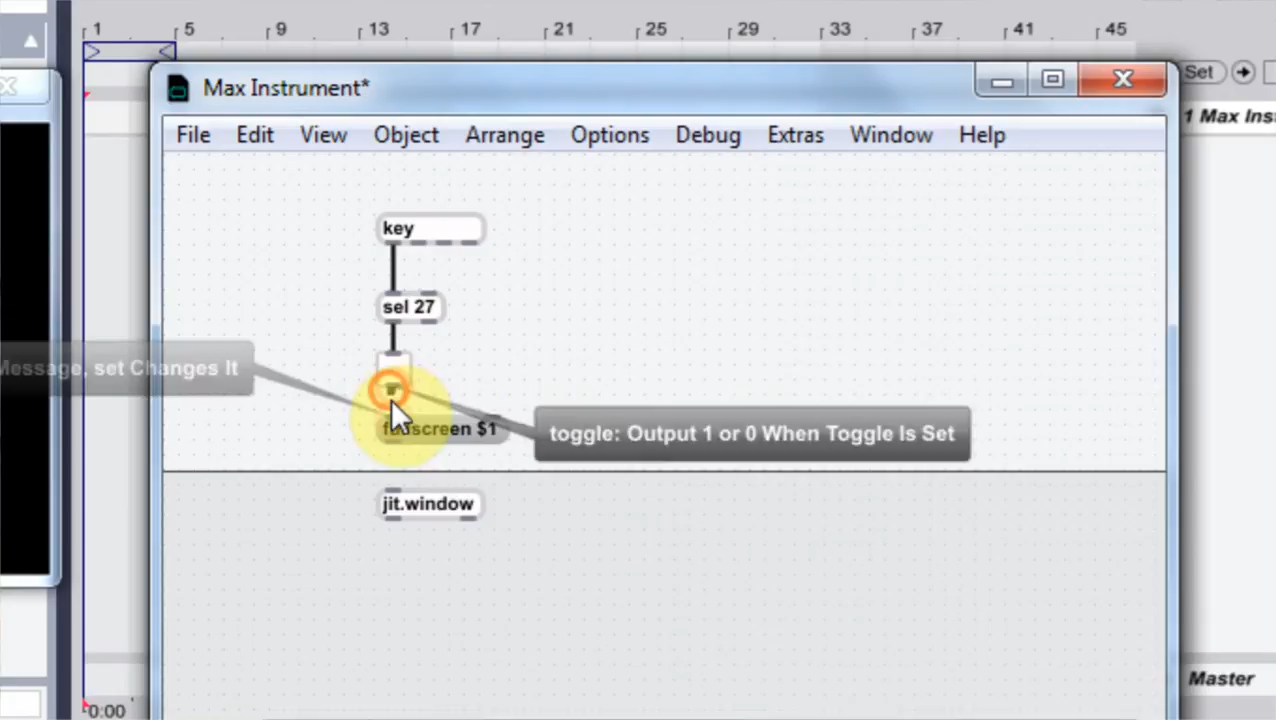 1 5 9 13 17 21 25 29 33 37 41 45
Set
Max Instrument*
1 Max Ins
File Edit View Object Arrange Options Debug Extras Window Help
key
sel 27
Message, set Changes It
fullscreen $1
toggle: Output 1 or 0 When Toggle Is Set
jit.window
Master
0:00